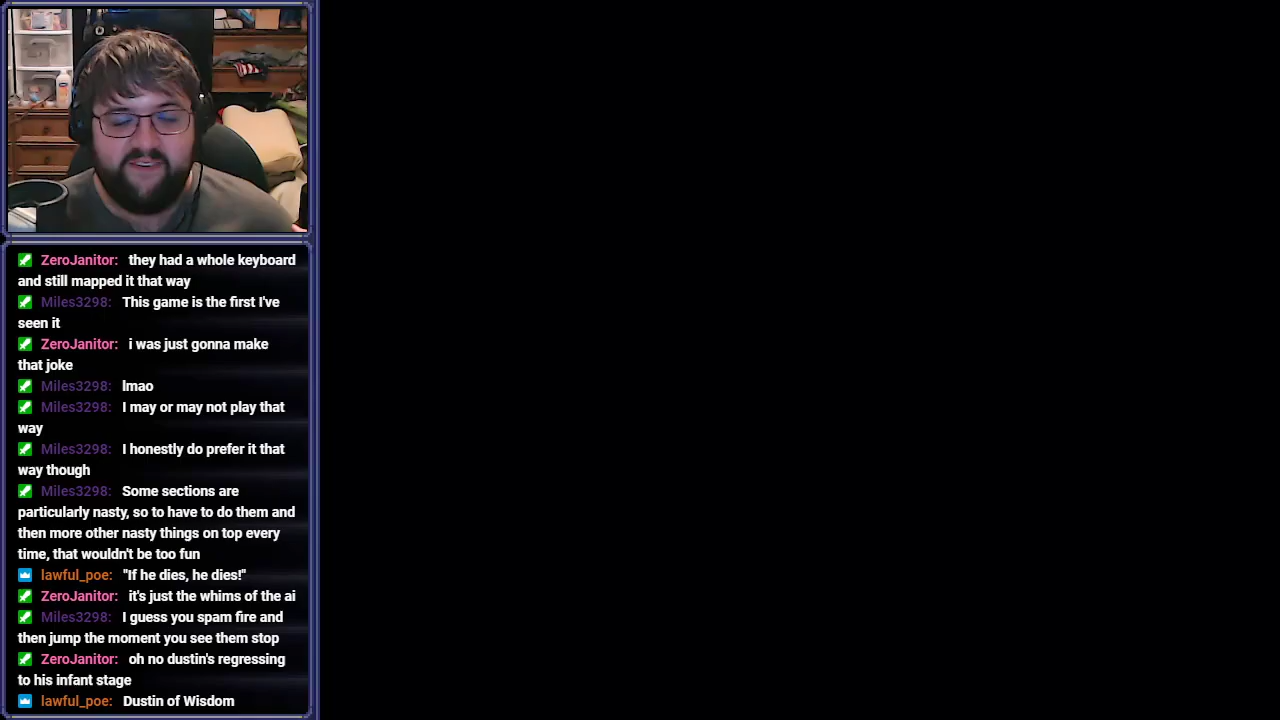 ZeroJanitor: they had a whole keyboard
and still mapped it that way
Miles3298: This game is the first I've
seen it
ZeroJanitor: i was just gonna make
that joke
Miles3298: lmao
Miles3298: I may or may not play that
way
Miles3298: I honestly do prefer it that
way though
Miles3298: Some sections are
particularly nasty, so to have to do them and
then more other nasty things on top every
time, that wouldn't be too fun
lawful_poe: "If he dies, he dies!"
ZeroJanitor: it's just the whims of the ai
Miles3298: I guess you spam fire and
then jump the moment you see them stop
ZeroJanitor: oh no dustin's regressing
to his infant stage
lawful_poe: Dustin of Wisdom